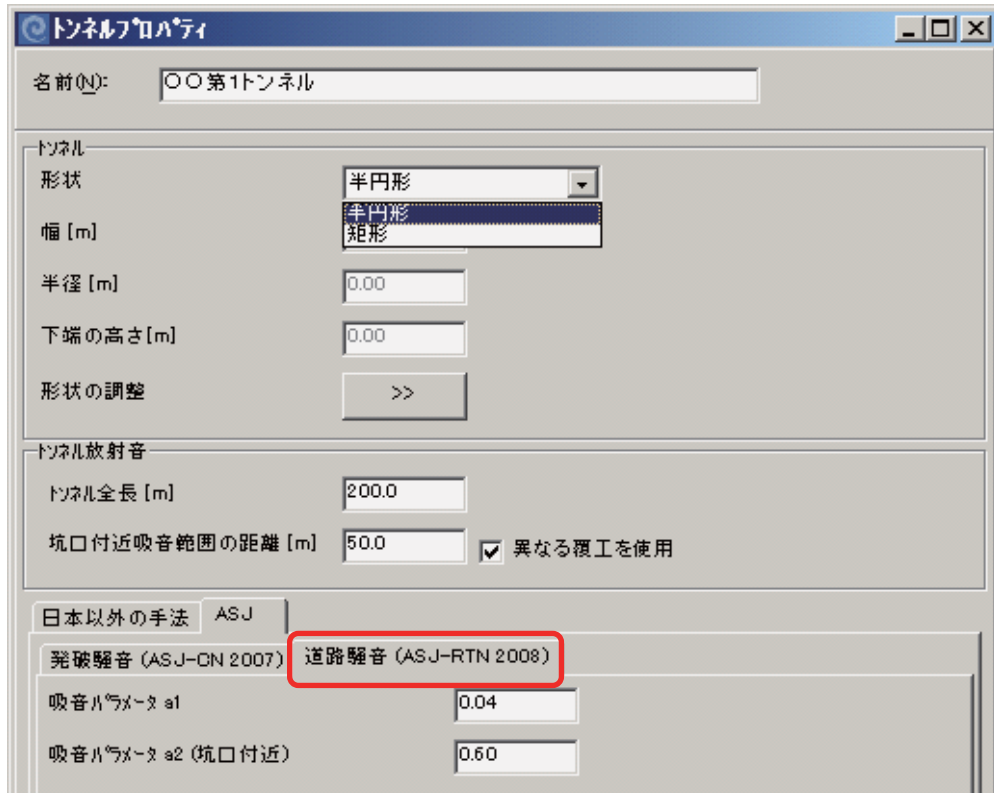 トンネルプロパティ
名前(N): 〇〇第1トンネル
トンネル
形状 半円形
半円形
矩形
幅 [m]
半径 [m] 0.00
下端の高さ[m] 0.00
形状の調整 >>
トンネル放射音
トンネル全長 [m] 200.0
坑口付近吸音範囲の距離 [m] 50.0 異なる覆工を使用
日本以外の手法 ASJ
発破騒音 (ASJ-CN 2007) 道路騒音 (ASJ-RTN 2008)
吸音パラメータ a1 0.04
吸音パラメータ a2 (坑口付近) 0.60